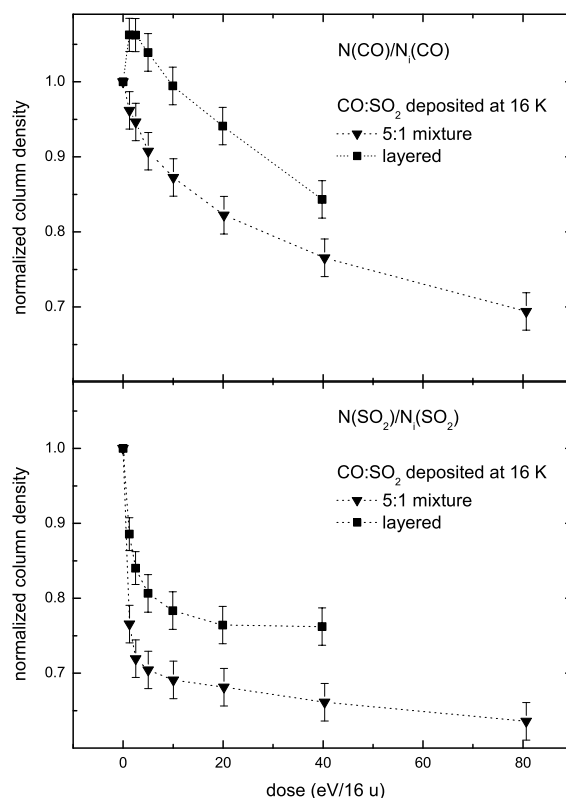 N(CO)/Nᵢ(CO)
CO:SO₂ deposited at 16 K
5:1 mixture
layered
normalized column density
1.0
0.9
0.8
0.7
N(SO₂)/Nᵢ(SO₂)
CO:SO₂ deposited at 16 K
5:1 mixture
layered
normalized column density
1.0
0.9
0.8
0.7
0 20 40 60 80
dose (eV/16 u)